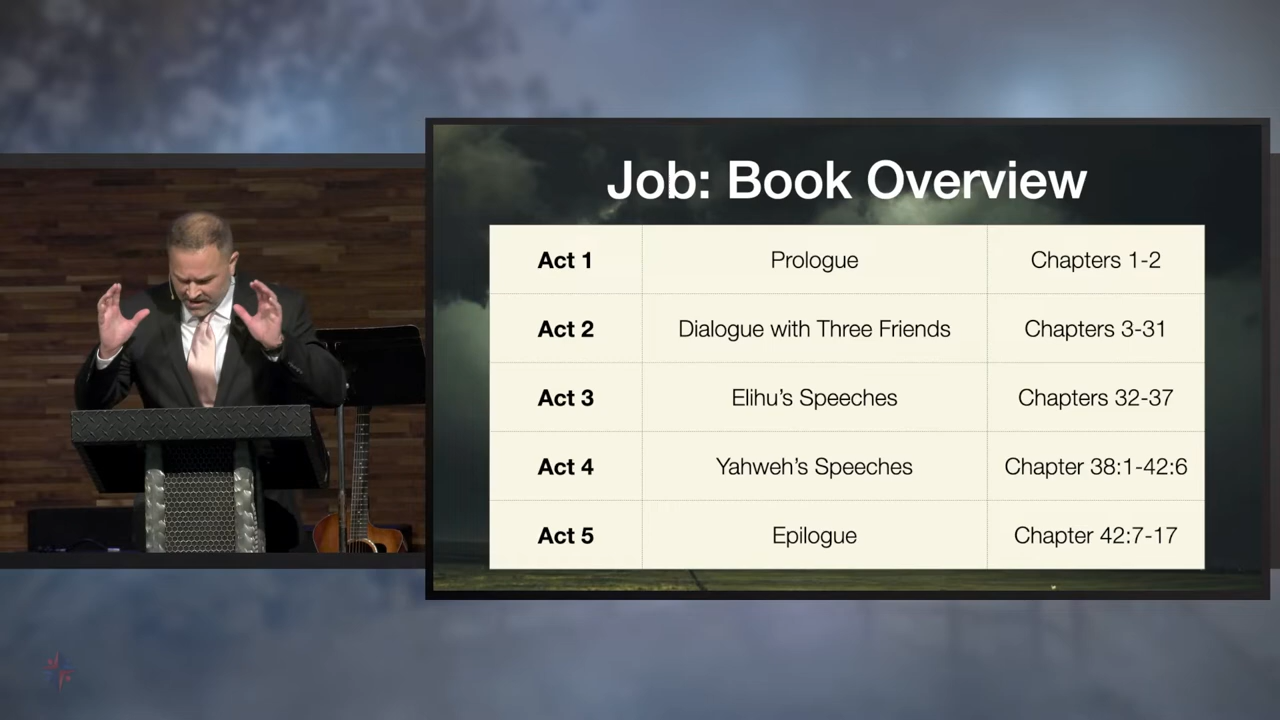 Job: Book Overview
Act 1 Prologue Chapters 1-2
Act 2 Dialogue with Three Friends Chapters 3-31
Act 3 Elihu's Speeches Chapters 32-37
Act 4 Yahweh's Speeches Chapter 38:1-42:6
Act 5 Epilogue Chapter 42:7-17